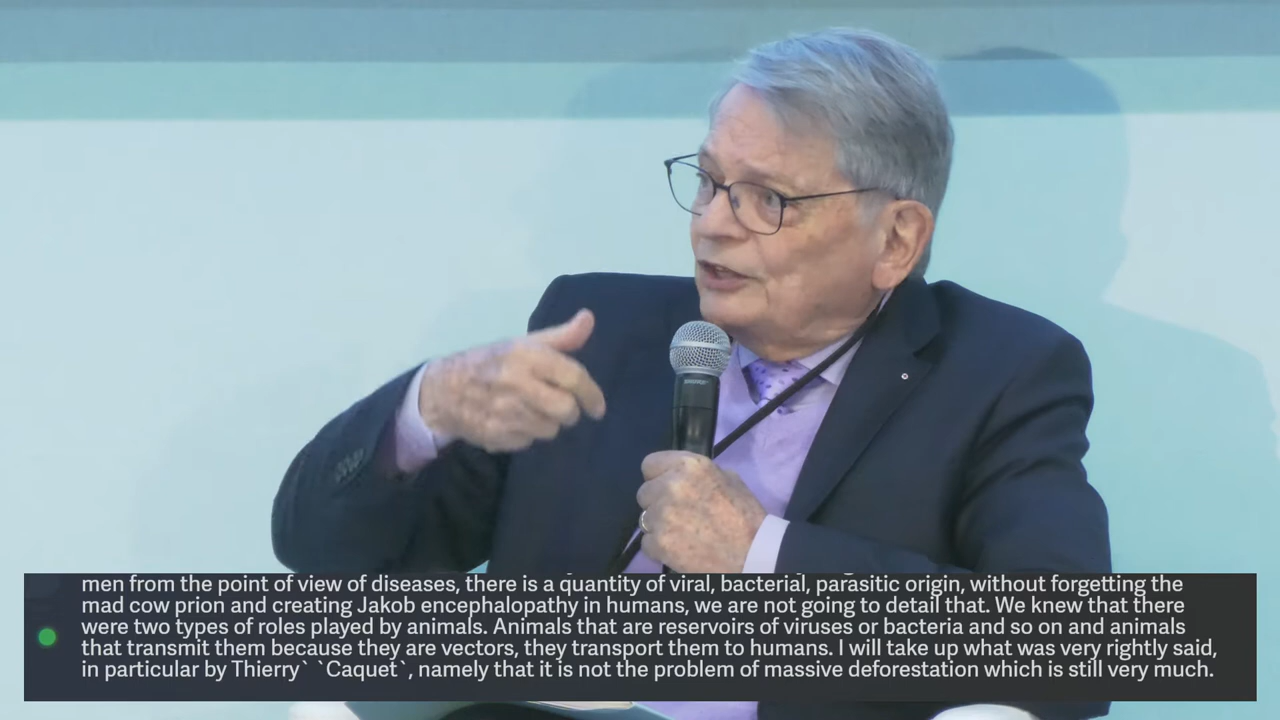 men from the point of view of diseases, there is a quantity of viral, bacterial, parasitic origin, without forgetting the
mad cow prion and creating Jakob encephalopathy in humans, we are not going to detail that. We knew that there
were two types of roles played by animals. Animals that are reservoirs of viruses or bacteria and so on and animals
that transmit them because they are vectors, they transport them to humans. I will take up what was very rightly said,
in particular by Thierry` `Caquet`, namely that it is not the problem of massive deforestation which is still very much.